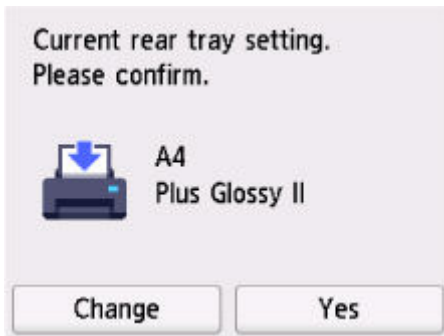 Current rear tray setting.
Please confirm.
A4
Plus Glossy II
Change
Yes